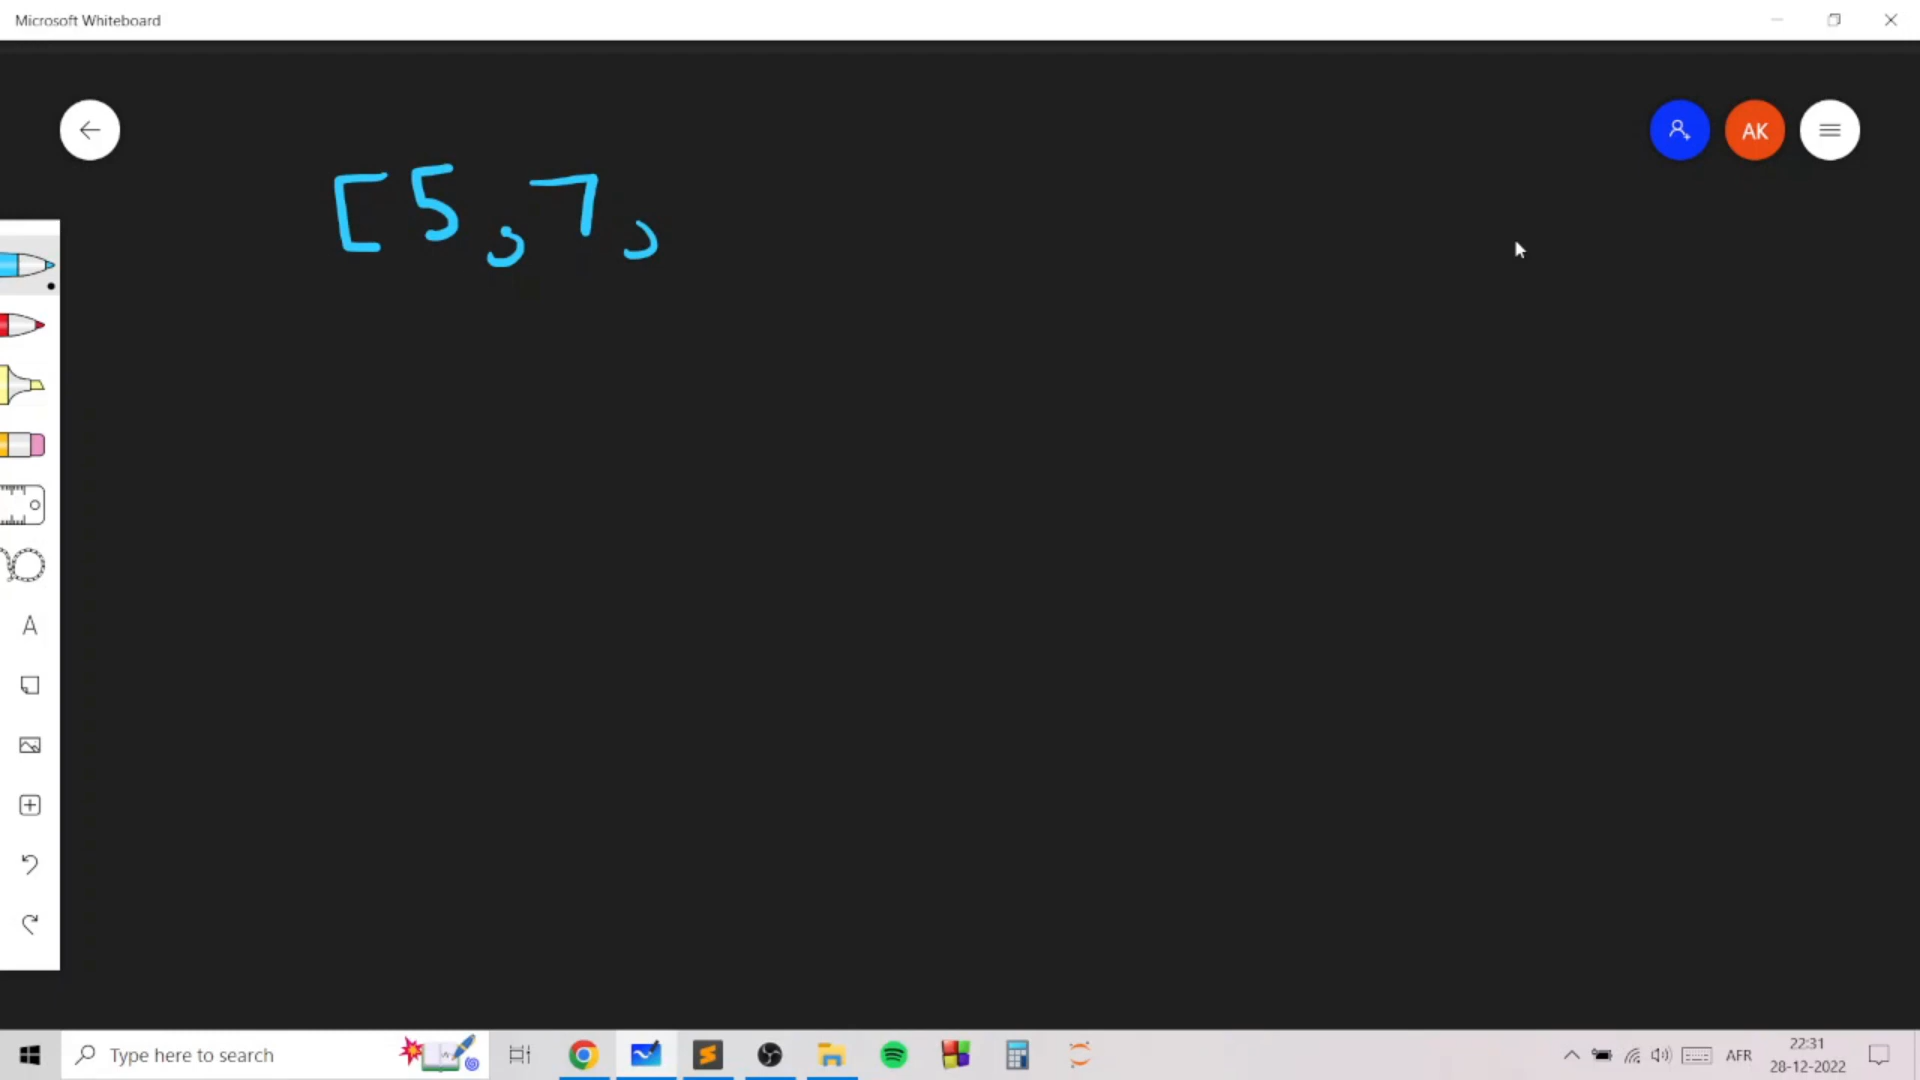 Microsoft Whiteboard
AK
[5,7,
A
Type here to search
AFR
22:31
28-12-2022